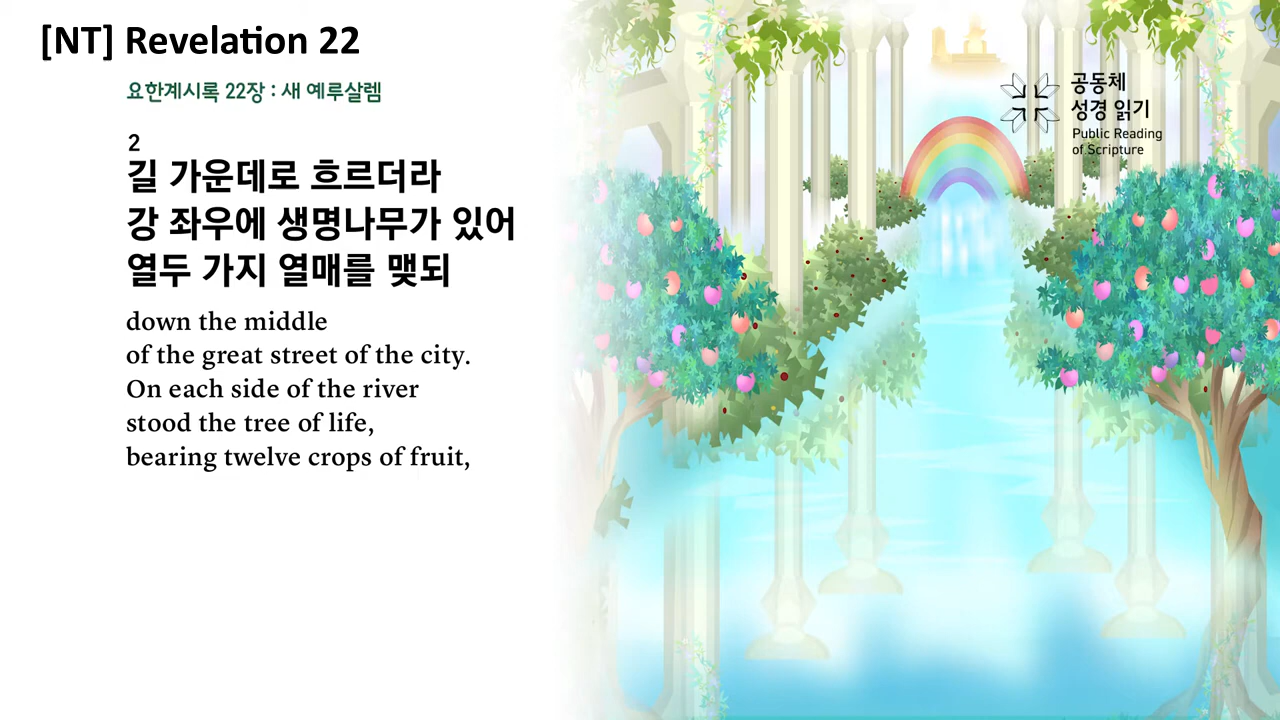 [NT] Revelation 22
요한계시록 22장 : 새 예루살렘
2
길 가운데로 흐르더라
강 좌우에 생명나무가 있어
열두 가지 열매를 맺되
down the middle
of the great street of the city.
On each side of the river
stood the tree of life,
bearing twelve crops of fruit,
공동체
성경 읽기
Public Reading
of Scripture